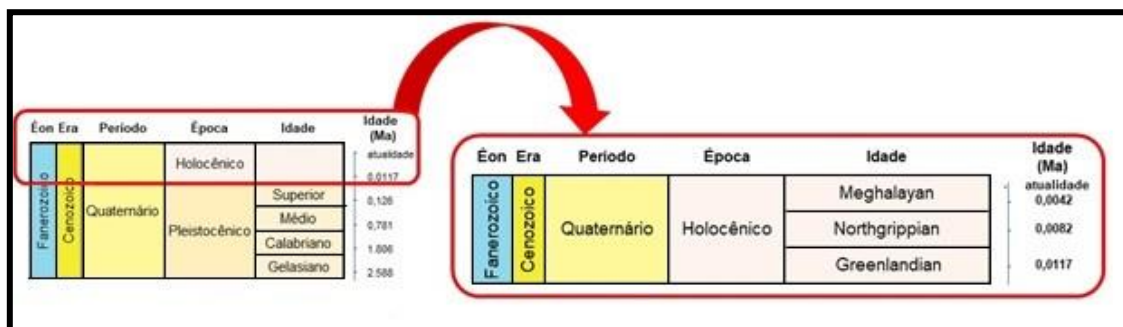 Éon Era Período Época Idade Idade (Ma)
Fanerozoico
Cenozoico
Quaternário
Holocênico
Pleistocênico
Superior
Médio
Calabriano
Gelasiano
atualidade
0,0117
0,126
0,781
1.806
2.588
Éon Era Período Época Idade Idade (Ma)
Fanerozoico
Cenozoico
Quaternário
Holocênico
Meghalayan
Northgrippian
Greenlandian
atualidade
0,0042
0,0082
0,0117